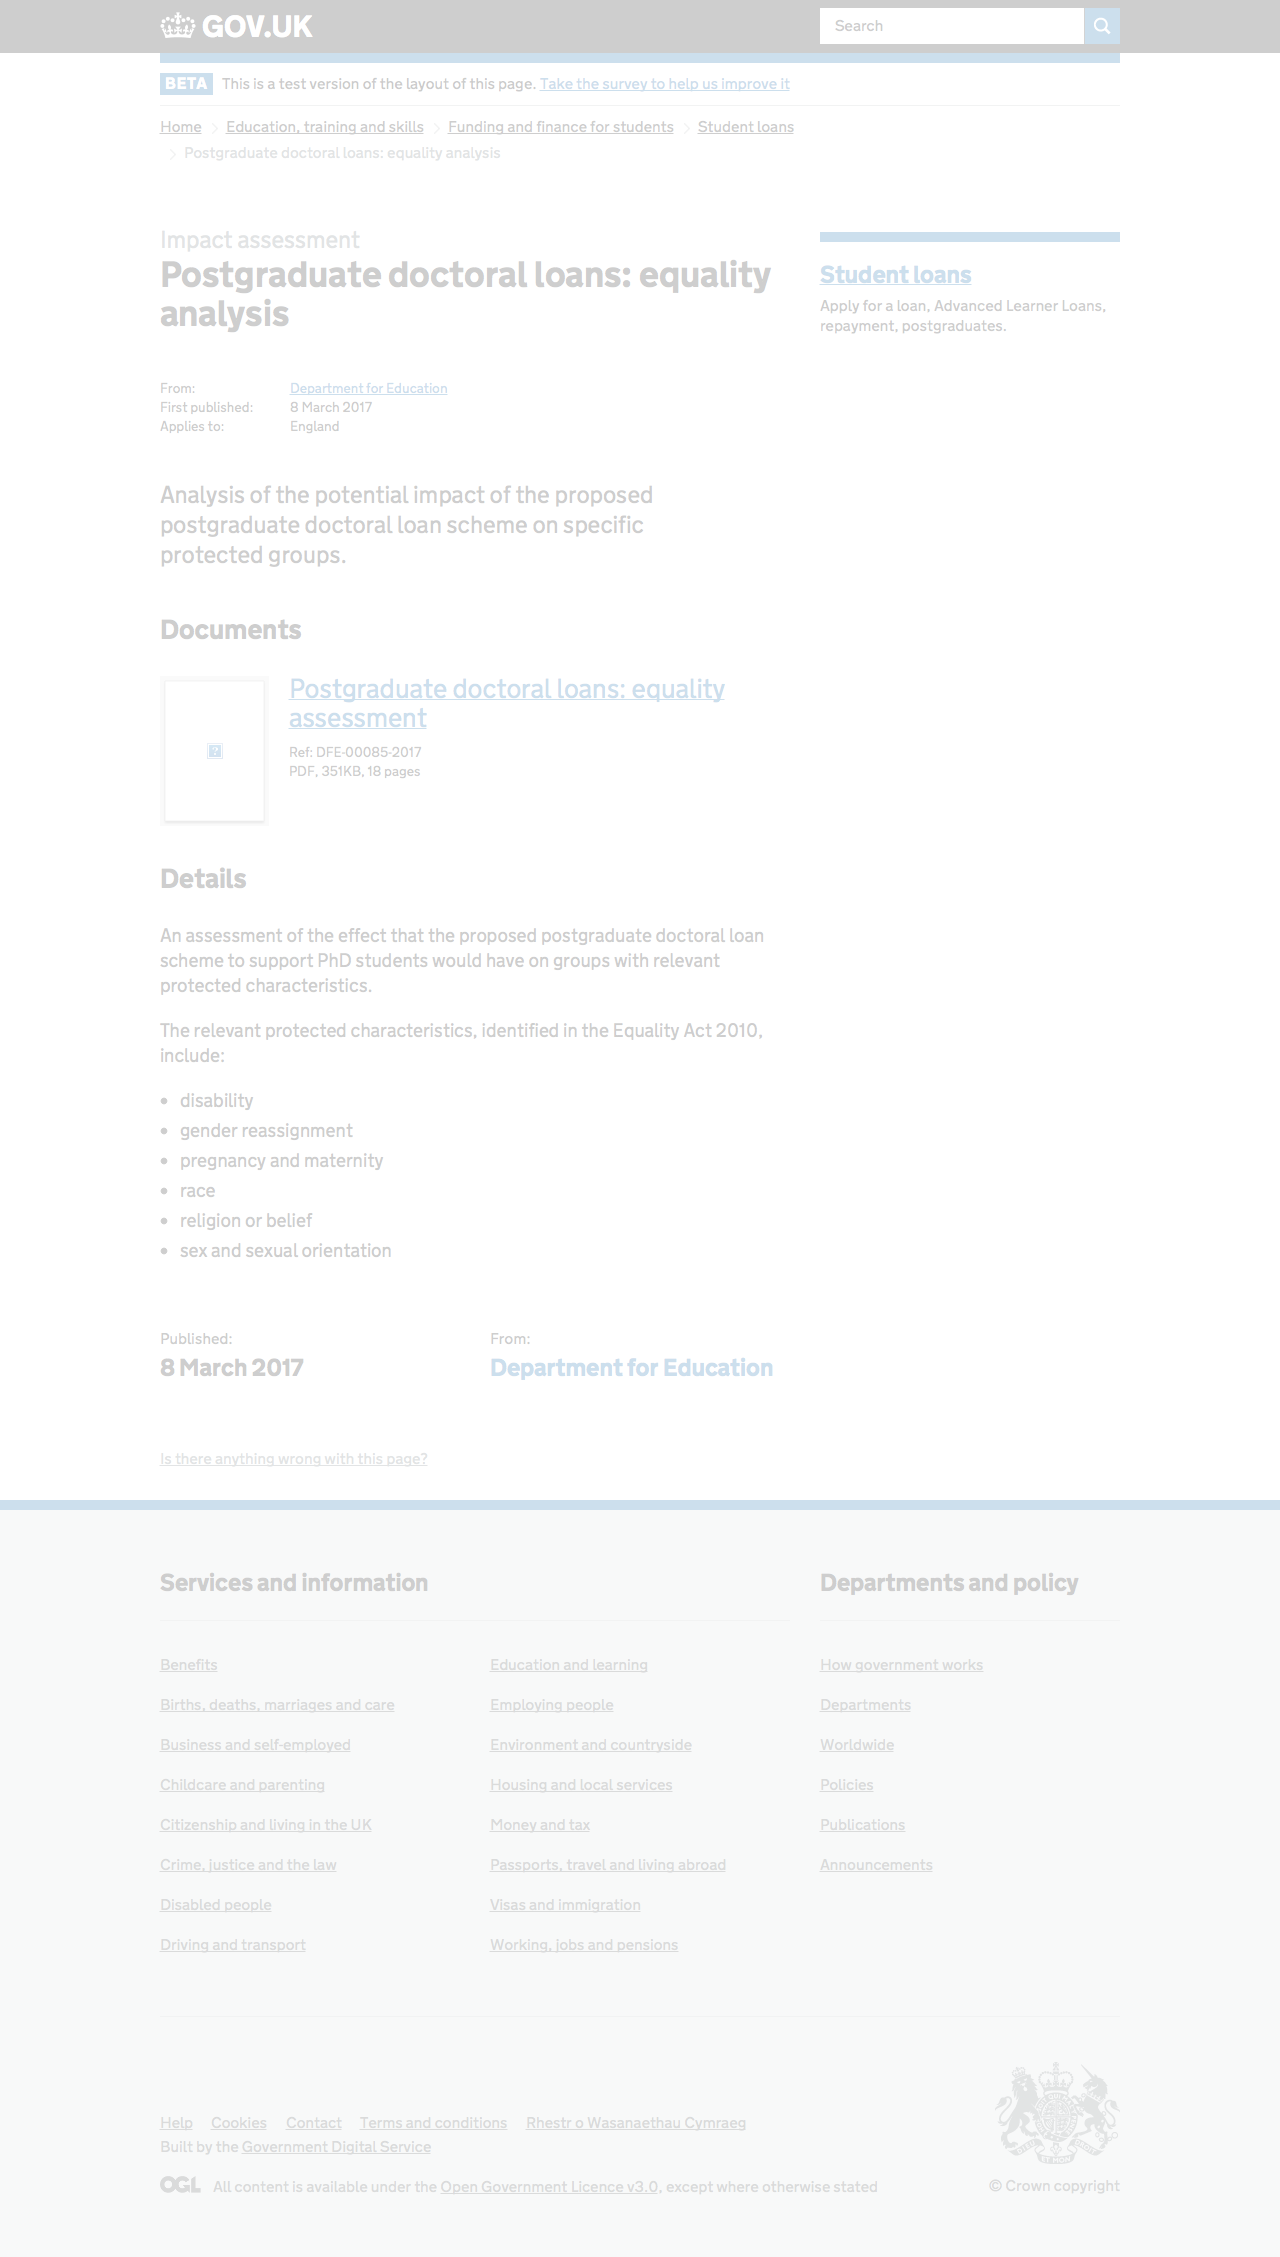 GOV.UK
Search
BETA This is a test version of the layout of this page. Take the survey to help us improve it
Home Education, training and skills Funding and finance for students Student loans
Postgraduate doctoral loans: equality analysis
Impact assessment
Postgraduate doctoral loans: equality
analysis
Student loans
Apply for a loan, Advanced Learner Loans,
repayment, postgraduates.
From: Department for Education
First published: 8 March 2017
Applies to: England
Analysis of the potential impact of the proposed
postgraduate doctoral loan scheme on specific
protected groups.
Documents
Postgraduate doctoral loans: equality
assessment
Ref: DFE-00085-2017
PDF, 351KB, 18 pages
Details
An assessment of the effect that the proposed postgraduate doctoral loan
scheme to support PhD students would have on groups with relevant
protected characteristics.
The relevant protected characteristics, identified in the Equality Act 2010,
include:
• disability
• gender reassignment
• pregnancy and maternity
• race
• religion or belief
• sex and sexual orientation
Published: From:
8 March 2017 Department for Education
Is there anything wrong with this page?
Services and information
Benefits
Births, deaths, marriages and care
Business and self-employed
Childcare and parenting
Citizenship and living in the UK
Crime, justice and the law
Disabled people
Driving and transport
Education and learning
Employing people
Environment and countryside
Housing and local services
Money and tax
Passports, travel and living abroad
Visas and immigration
Working, jobs and pensions
Departments and policy
How government works
Departments
Worldwide
Policies
Publications
Announcements
Help Cookies Contact Terms and conditions Rhestr o Wasanaethau Cymraeg
Built by the Government Digital Service
OGL All content is available under the Open Government Licence v3.0, except where otherwise stated
© Crown copyright